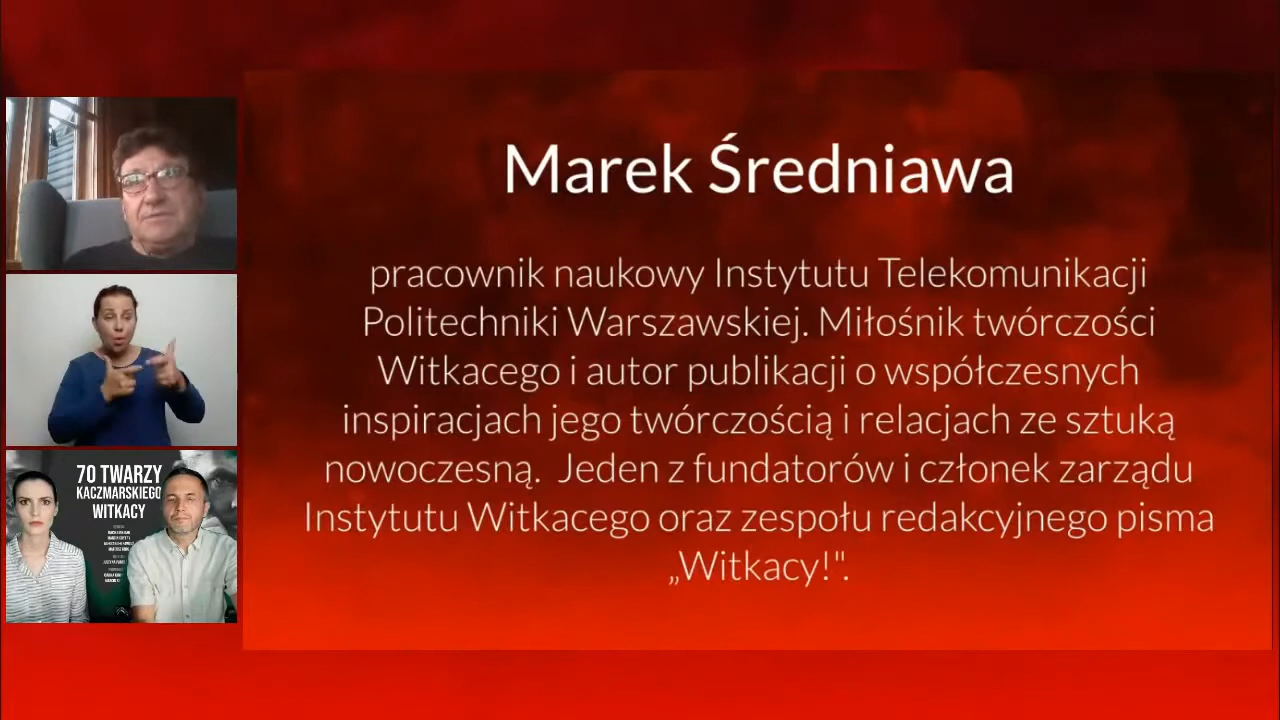 Marek Średniawa
pracownik naukowy Instytutu Telekomunikacji
Politechniki Warszawskiej. Miłośnik twórczości
Witkacego i autor publikacji o współczesnych
inspiracjach jego twórczością i relacjach ze sztuką
nowoczesną. Jeden z fundatorów i członek zarządu
Instytutu Witkacego oraz zespołu redakcyjnego pisma
„Witkacy!".
70 TWARZY
KACZMARSKIEGO
WITKACY